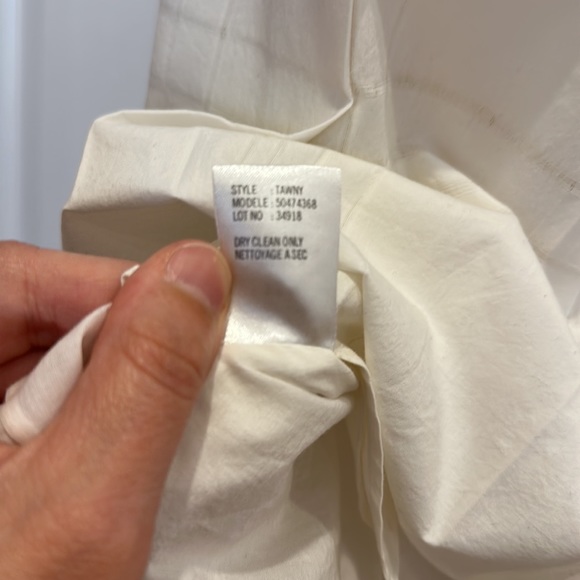 STYLE : TAWNY
MODELE : 50474368
LOT NO : 34918
DRY CLEAN ONLY
NETTOYAGE A SEC